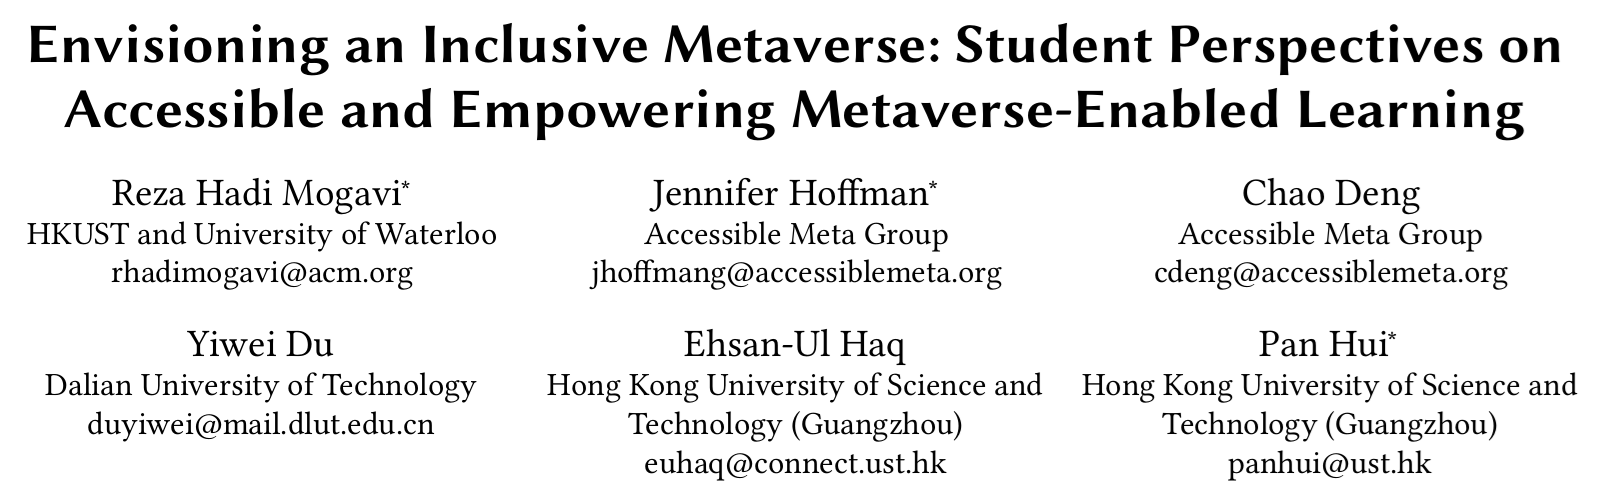 Envisioning an Inclusive Metaverse: Student Perspectives on
Accessible and Empowering Metaverse-Enabled Learning
Reza Hadi Mogavi*
HKUST and University of Waterloo
rhadimogavi@acm.org
Jennifer Hoffman*
Accessible Meta Group
jhoffmang@accessiblemeta.org
Chao Deng
Accessible Meta Group
cdeng@accessiblemeta.org
Yiwei Du
Dalian University of Technology
duyiwei@mail.dlut.edu.cn
Ehsan-Ul Haq
Hong Kong University of Science and
Technology (Guangzhou)
euhaq@connect.ust.hk
Pan Hui*
Hong Kong University of Science and
Technology (Guangzhou)
panhui@ust.hk